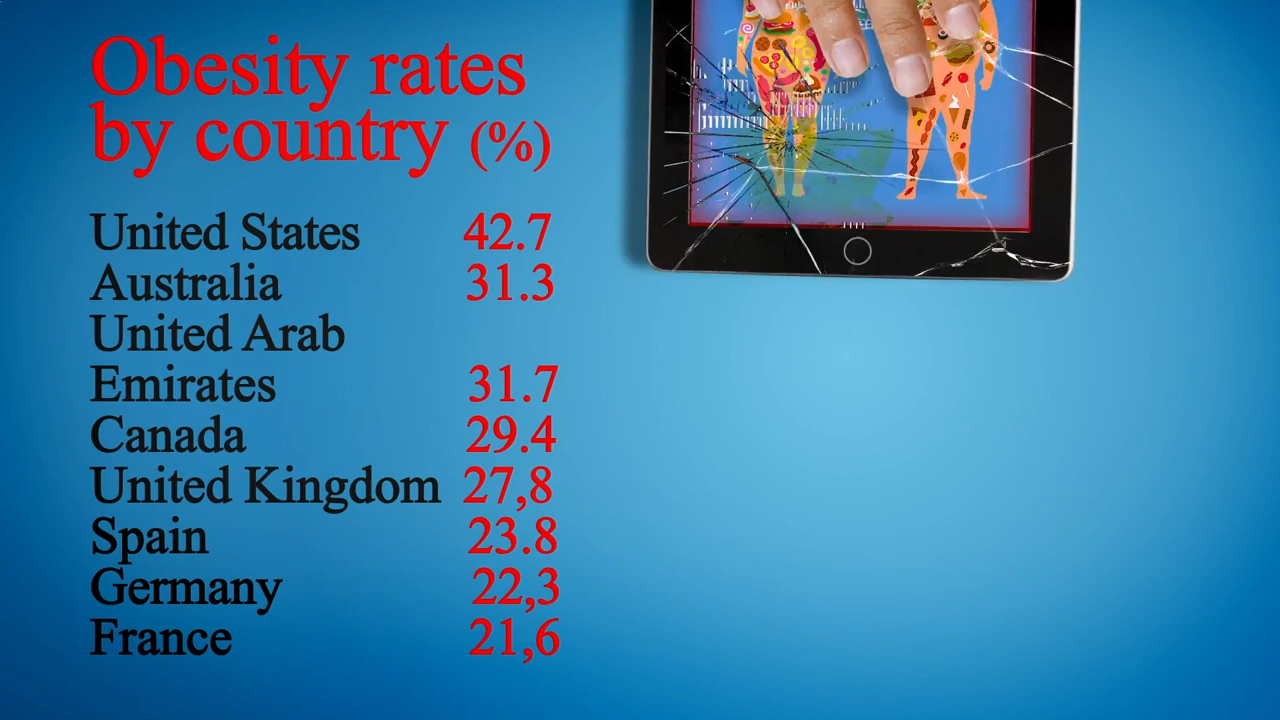 Obesity rates
by country (%)
United States 42.7
Australia 31.3
United Arab
Emirates 31.7
Canada 29.4
United Kingdom 27,8
Spain 23.8
Germany 22,3
France 21,6